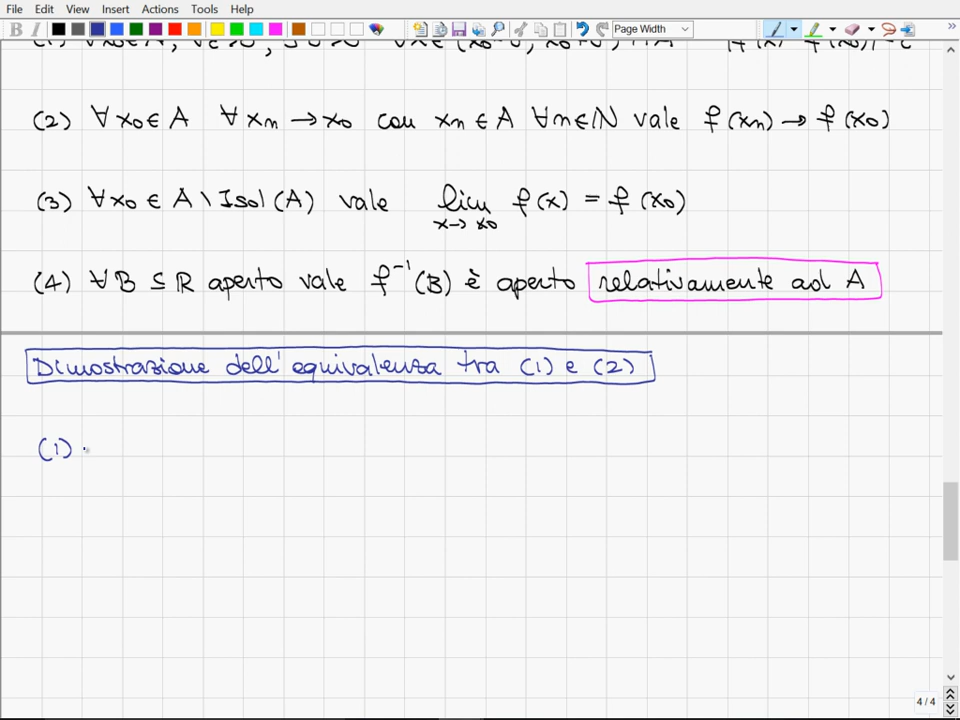 File Edit View Insert Actions Tools Help
Page Width
(2) ∀x₀∈A ∀xₙ→x₀ con xₙ∈A ∀n∈ℕ vale f(xₙ)→f(x₀)
(3) ∀x₀∈A\Isol(A) vale lim f(x) = f(x₀)
x→x₀
(4) ∀B⊆ℝ aperto vale f⁻¹(B) è aperto relativamente ad A
Dimostrazione dell'equivalenza tra (1) e (2)
(1)
4/4